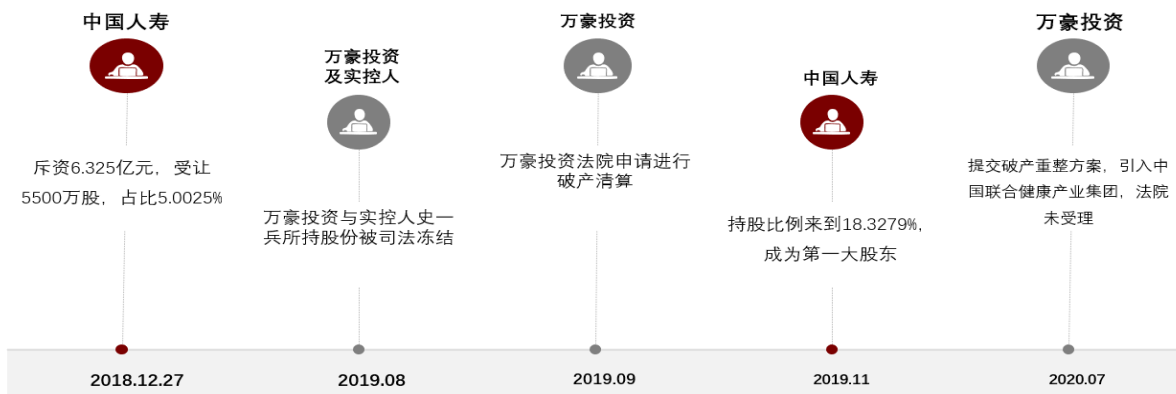 中国人寿
斥资6.325亿元，受让
5500万股，占比5.0025%
2018.12.27
万豪投资
及实控人
万豪投资与实控人史一
兵所持股份被司法冻结
2019.08
万豪投资
万豪投资法院申请进行
破产清算
2019.09
中国人寿
持股比例来到18.3279%，
成为第一大股东
2019.11
万豪投资
提交破产重整方案，引入中
国联合健康产业集团，法院
未受理
2020.07